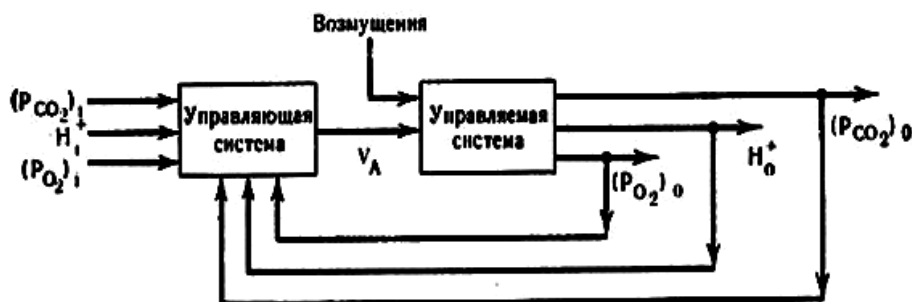 Возмущения
(P_CO2)_i
H_i^+
(P_O2)_i
Управляющая
система
V_A
Управляемая
система
(P_CO2)_0
H_0^+
(P_O2)_0